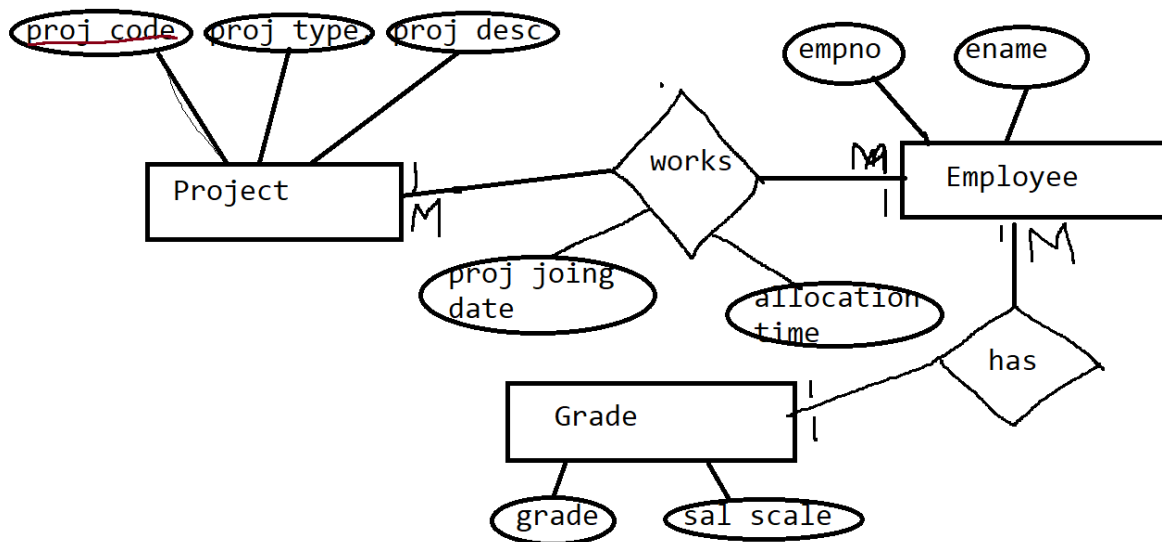 proj code
proj type,
proj desc
empno
ename
works
M
Project
Employee
1
M
1
1
M
proj joing
date
allocation
time
has
Grade
1
1
grade
sal scale